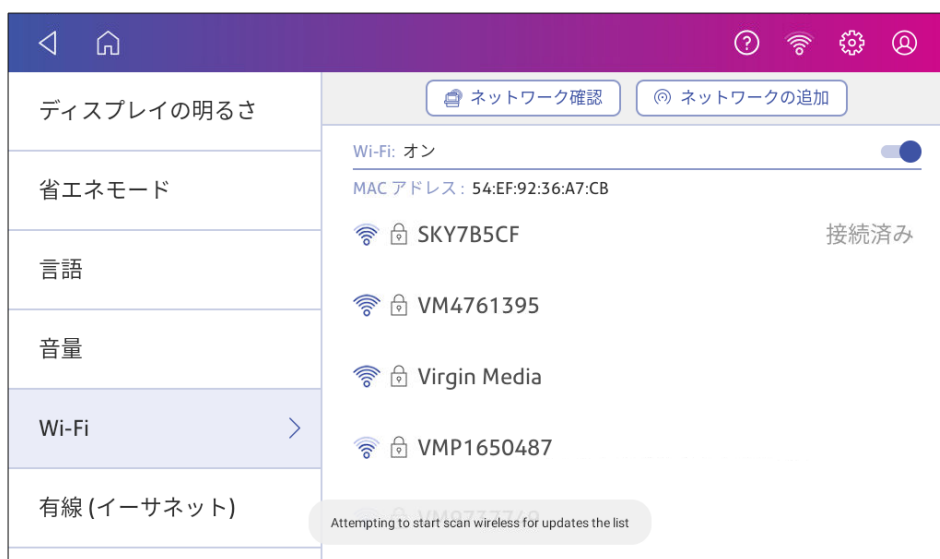 ディスプレイの明るさ
省エネモード
言語
音量
Wi-Fi
有線 (イーサネット)
ネットワーク確認
ネットワークの追加
Wi-Fi: オン
MAC アドレス : 54:EF:92:36:A7:CB
SKY7B5CF 接続済み
VM4761395
Virgin Media
VMP1650487
Attempting to start scan wireless for updates the list